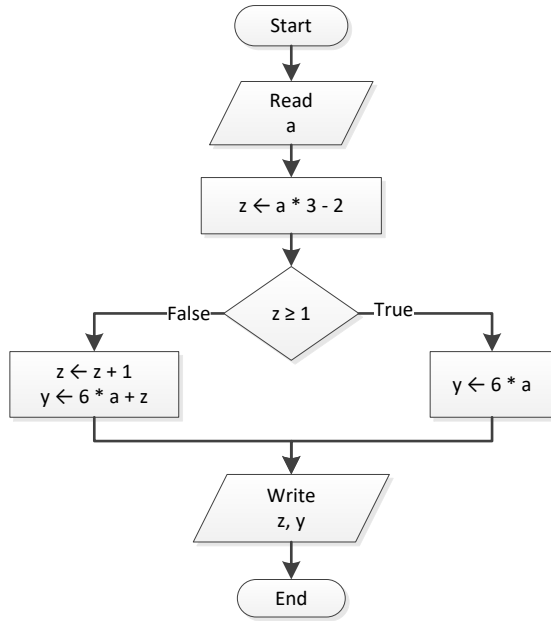 Start
Read
a
z ← a * 3 - 2
z ≥ 1
False
True
z ← z + 1
y ← 6 * a + z
y ← 6 * a
Write
z, y
End